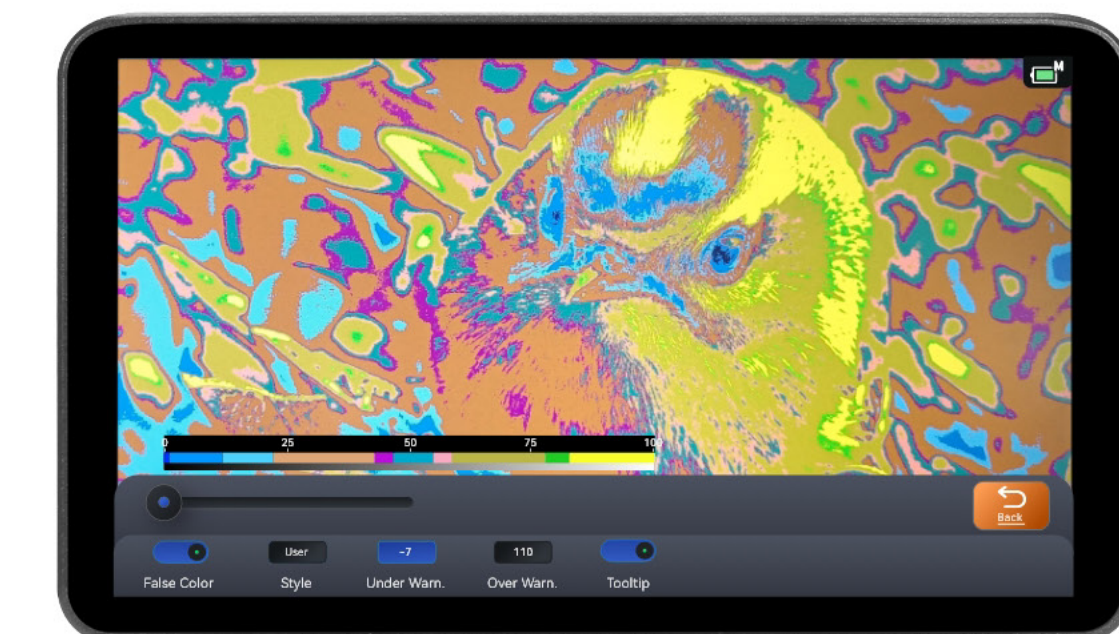 M
0 25 50 75 100
Back
User -7 110
False Color Style Under Warn. Over Warn. Tooltip